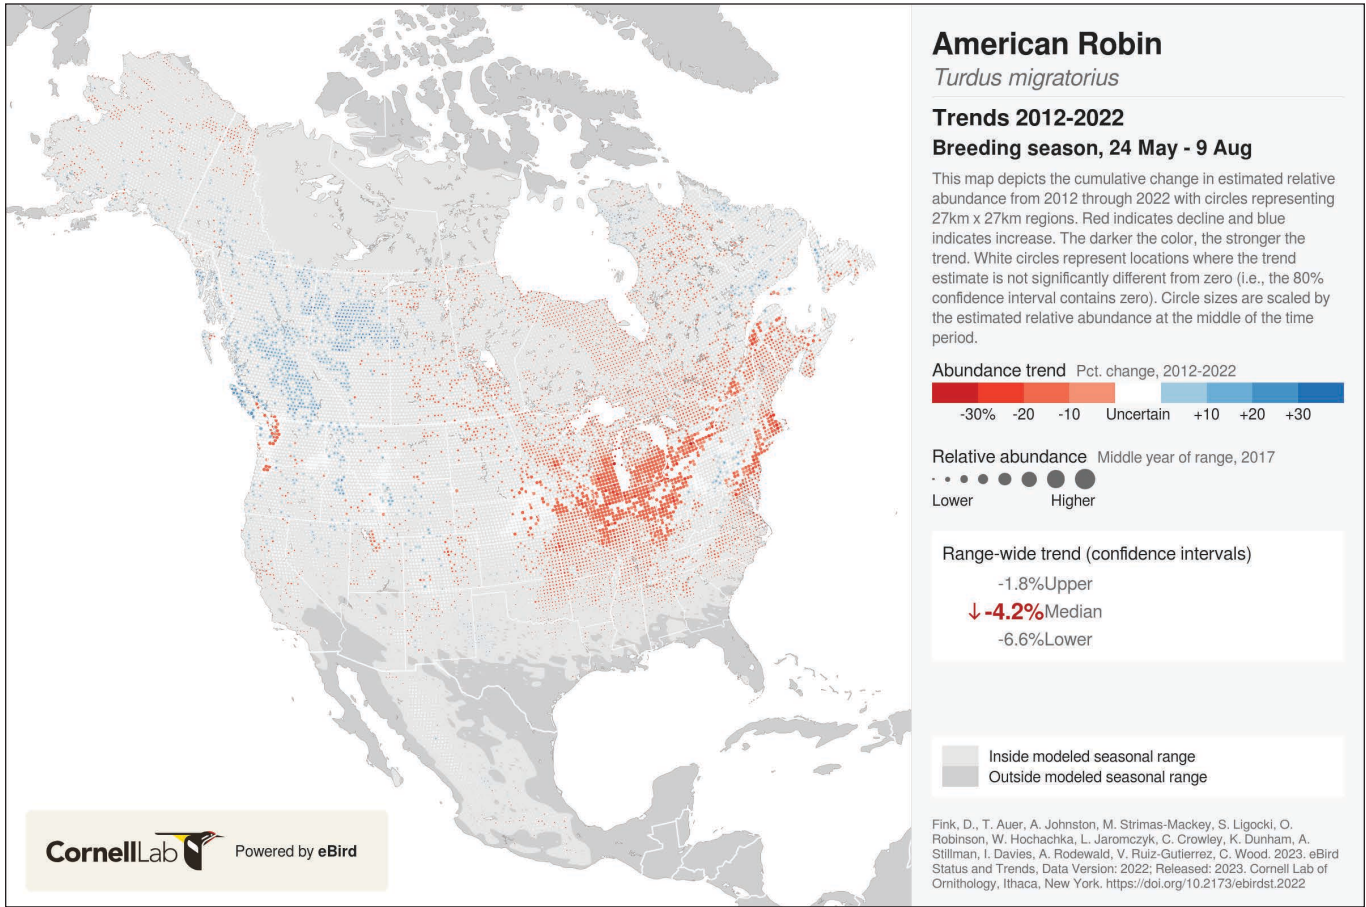 American Robin
Turdus migratorius
Trends 2012-2022
Breeding season, 24 May - 9 Aug
This map depicts the cumulative change in estimated relative
abundance from 2012 through 2022 with circles representing
27km x 27km regions. Red indicates decline and blue
indicates increase. The darker the color, the stronger the
trend. White circles represent locations where the trend
estimate is not significantly different from zero (i.e., the 80%
confidence interval contains zero). Circle sizes are scaled by
the estimated relative abundance at the middle of the time
period.
Abundance trend Pct. change, 2012-2022
-30% -20 -10 Uncertain +10 +20 +30
Relative abundance Middle year of range, 2017
Lower Higher
Range-wide trend (confidence intervals)
-1.8%Upper
↓-4.2%Median
-6.6%Lower
Inside modeled seasonal range
Outside modeled seasonal range
Fink, D., T. Auer, A. Johnston, M. Strimas-Mackey, S. Ligocki, O.
Robinson, W. Hochachka, L. Jaromczyk, C. Crowley, K. Dunham, A.
Stillman, I. Davies, A. Rodewald, V. Ruiz-Gutierrez, C. Wood. 2023. eBird
Status and Trends, Data Version: 2022; Released: 2023. Cornell Lab of
Ornithology, Ithaca, New York. https://doi.org/10.2173/ebirdst.2022
CornellLab Powered by eBird